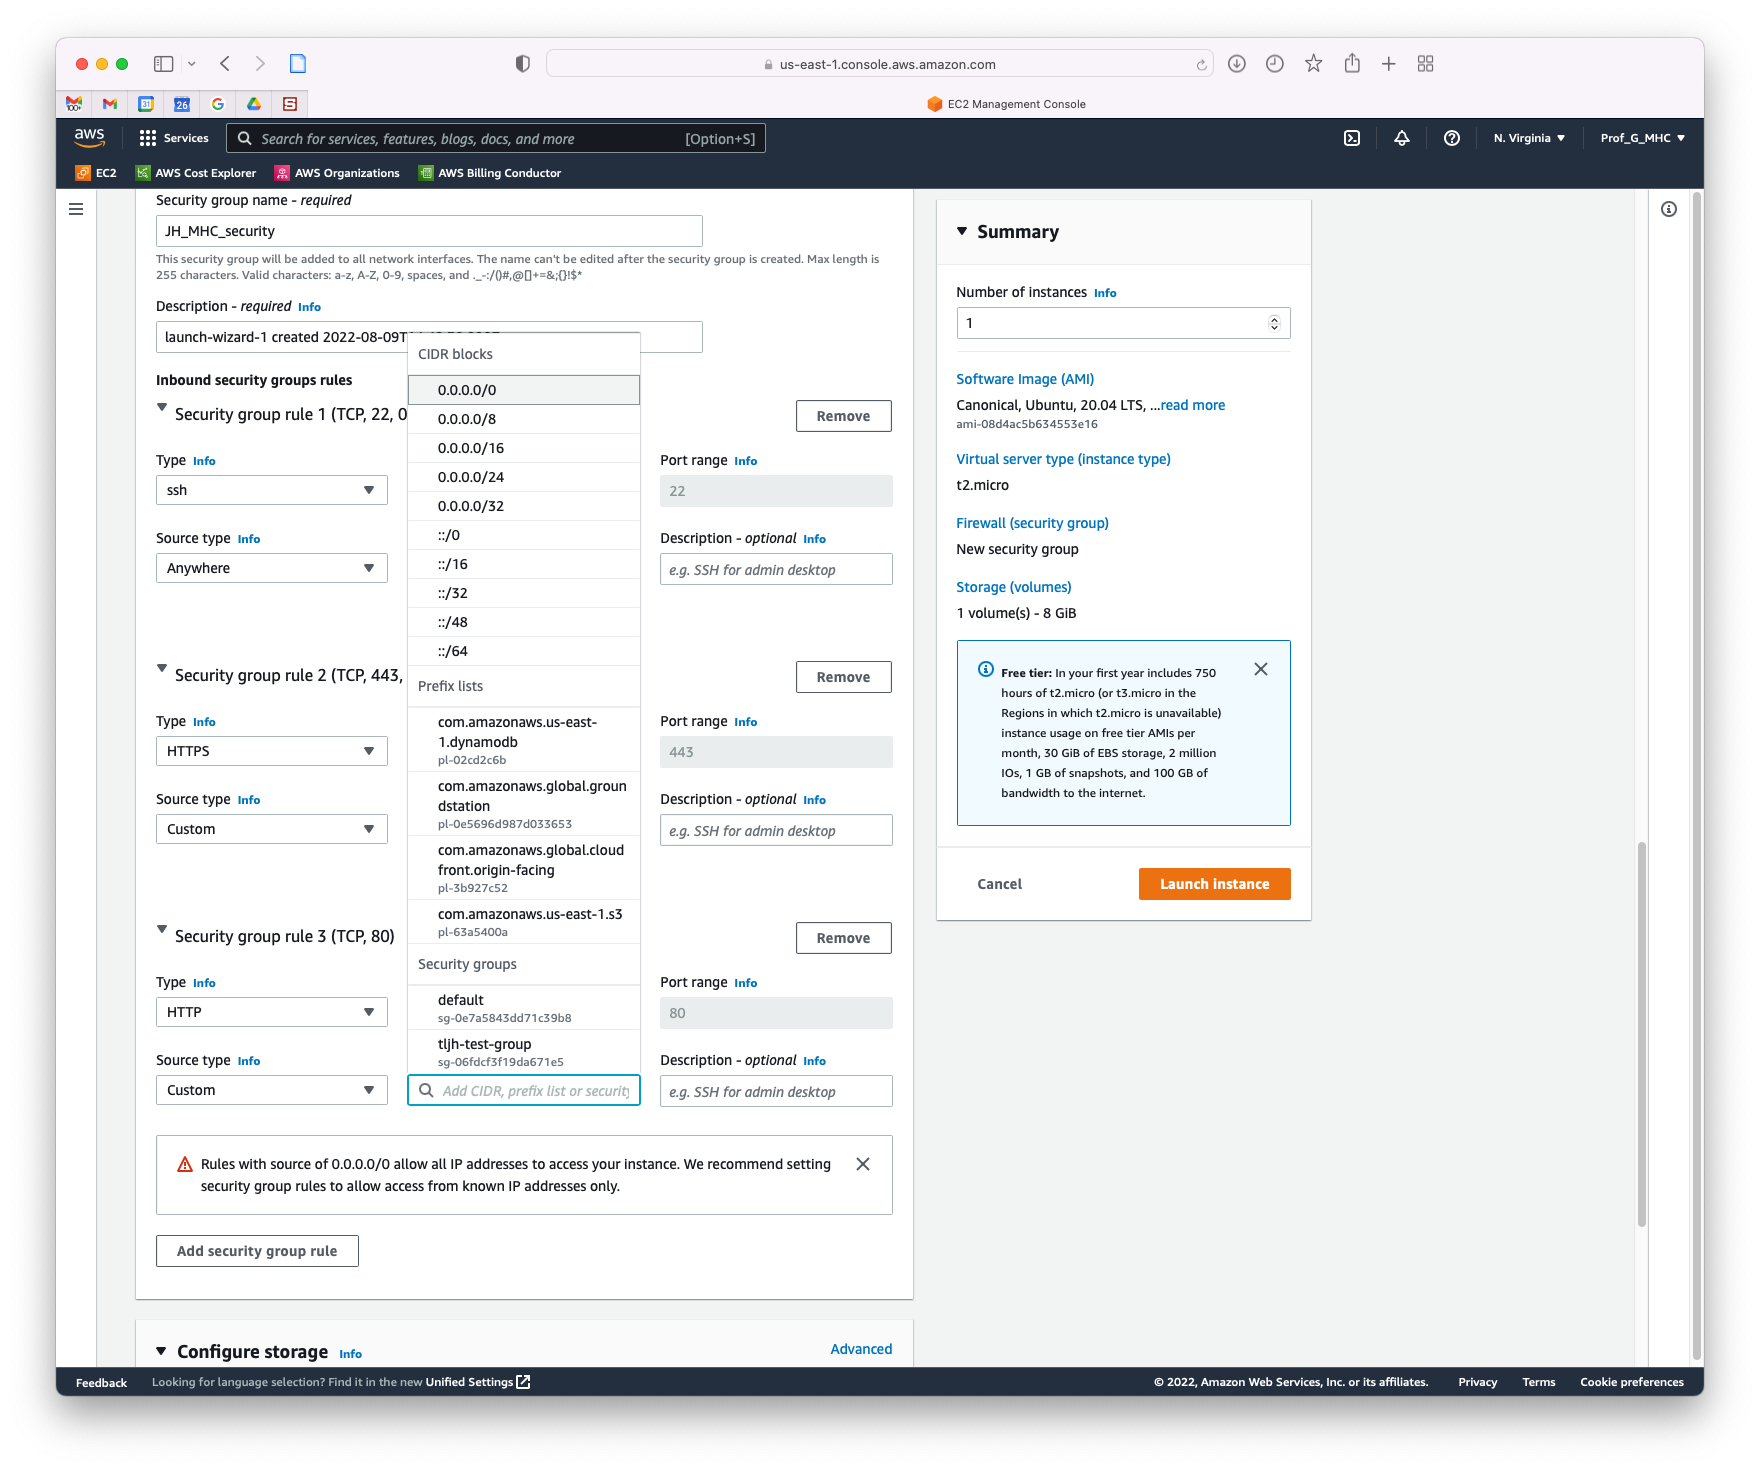 us-east-1.console.aws.amazon.com
EC2 Management Console
aws
Services
Search for services, features, blogs, docs, and more
[Option+S]
N. Virginia
Prof_G_MHC
EC2
AWS Cost Explorer
AWS Organizations
AWS Billing Conductor
Security group name - required
JH_MHC_security
This security group will be added to all network interfaces. The name can't be edited after the security group is created. Max length is
255 characters. Valid characters: a-z, A-Z, 0-9, spaces, and ._-:/()#,@[]+=&;{}!$*
Description - required Info
launch-wizard-1 created 2022-08-09T
Inbound security groups rules
Security group rule 1 (TCP, 22, 0
Remove
Type Info
ssh
Port range Info
22
Source type Info
Anywhere
Description - optional Info
e.g. SSH for admin desktop
Security group rule 2 (TCP, 443,
Remove
Type Info
HTTPS
Port range Info
443
Source type Info
Custom
Description - optional Info
e.g. SSH for admin desktop
Security group rule 3 (TCP, 80)
Remove
Type Info
HTTP
Port range Info
80
Source type Info
Custom
Add CIDR, prefix list or security
Description - optional Info
e.g. SSH for admin desktop
CIDR blocks
0.0.0.0/0
0.0.0.0/8
0.0.0.0/16
0.0.0.0/24
0.0.0.0/32
::/0
::/16
::/32
::/48
::/64
Prefix lists
com.amazonaws.us-east-
1.dynamodb
pl-02cd2c6b
com.amazonaws.global.groun
dstation
pl-0e5696d987d033653
com.amazonaws.global.cloud
front.origin-facing
pl-3b927c52
com.amazonaws.us-east-1.s3
pl-63a5400a
Security groups
default
sg-0e7a5843dd71c39b8
tljh-test-group
sg-06fdcf3f19da671e5
Rules with source of 0.0.0.0/0 allow all IP addresses to access your instance. We recommend setting
security group rules to allow access from known IP addresses only.
Add security group rule
Configure storage Info
Advanced
Summary
Number of instances Info
1
Software Image (AMI)
Canonical, Ubuntu, 20.04 LTS, ...read more
ami-08d4ac5b634553e16
Virtual server type (instance type)
t2.micro
Firewall (security group)
New security group
Storage (volumes)
1 volume(s) - 8 GiB
Free tier: In your first year includes 750
hours of t2.micro (or t3.micro in the
Regions in which t2.micro is unavailable)
instance usage on free tier AMIs per
month, 30 GiB of EBS storage, 2 million
IOs, 1 GB of snapshots, and 100 GB of
bandwidth to the internet.
Cancel
Launch instance
Feedback
Looking for language selection? Find it in the new Unified Settings
© 2022, Amazon Web Services, Inc. or its affiliates.
Privacy
Terms
Cookie preferences